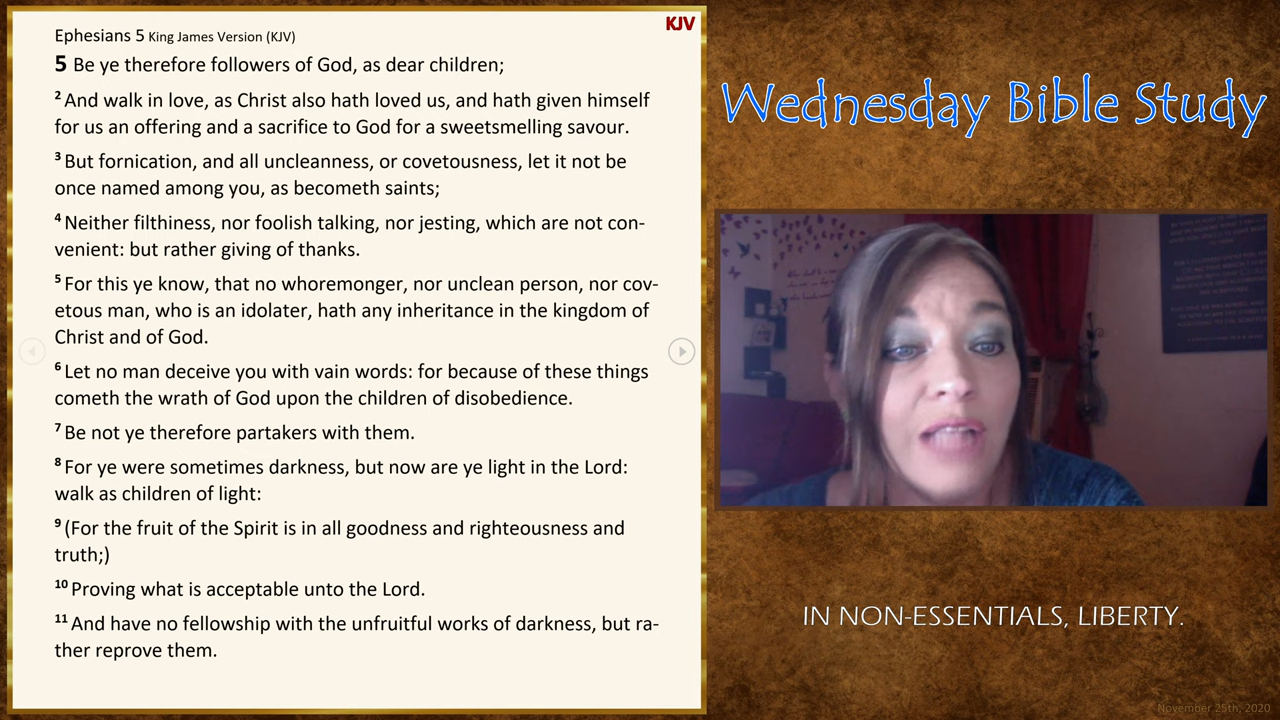 KJV
Ephesians 5 King James Version (KJV)
5 Be ye therefore followers of God, as dear children;
2 And walk in love, as Christ also hath loved us, and hath given himself
for us an offering and a sacrifice to God for a sweetsmelling savour.
3 But fornication, and all uncleanness, or covetousness, let it not be
once named among you, as becometh saints;
4 Neither filthiness, nor foolish talking, nor jesting, which are not con-
venient: but rather giving of thanks.
5 For this ye know, that no whoremonger, nor unclean person, nor cov-
etous man, who is an idolater, hath any inheritance in the kingdom of
Christ and of God.
6 Let no man deceive you with vain words: for because of these things
cometh the wrath of God upon the children of disobedience.
7 Be not ye therefore partakers with them.
8 For ye were sometimes darkness, but now are ye light in the Lord:
walk as children of light:
9 (For the fruit of the Spirit is in all goodness and righteousness and
truth;)
10 Proving what is acceptable unto the Lord.
11 And have no fellowship with the unfruitful works of darkness, but ra-
ther reprove them.
Wednesday Bible Study
IN NON-ESSENTIALS, LIBERTY.
November 25th, 2020